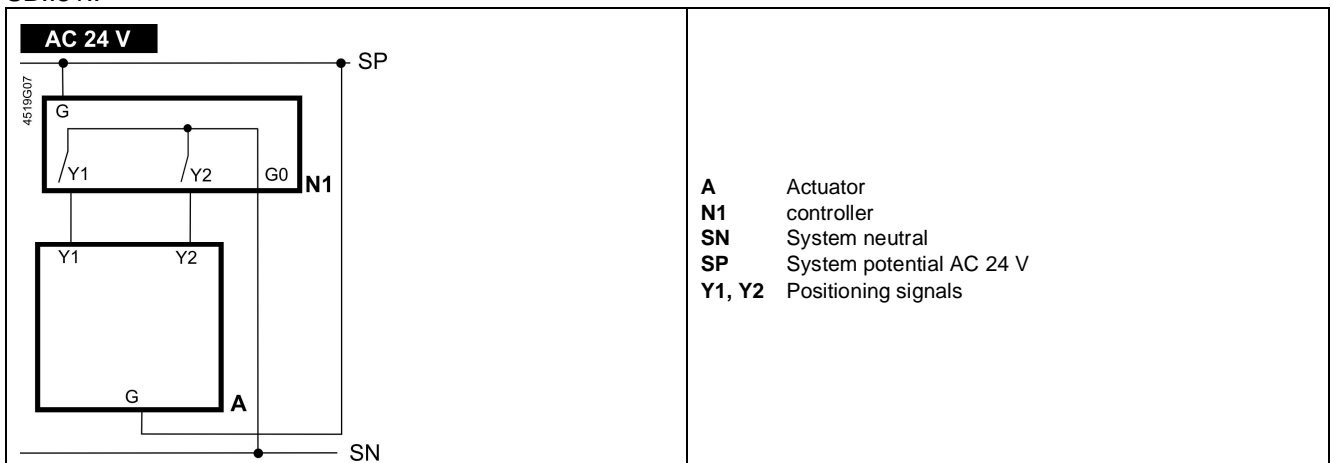 AC 24 V
SP
4519G07
G
Y1
Y2
G0
N1
Y1
Y2
G
A
SN
A Actuator
N1 controller
SN System neutral
SP System potential AC 24 V
Y1, Y2 Positioning signals